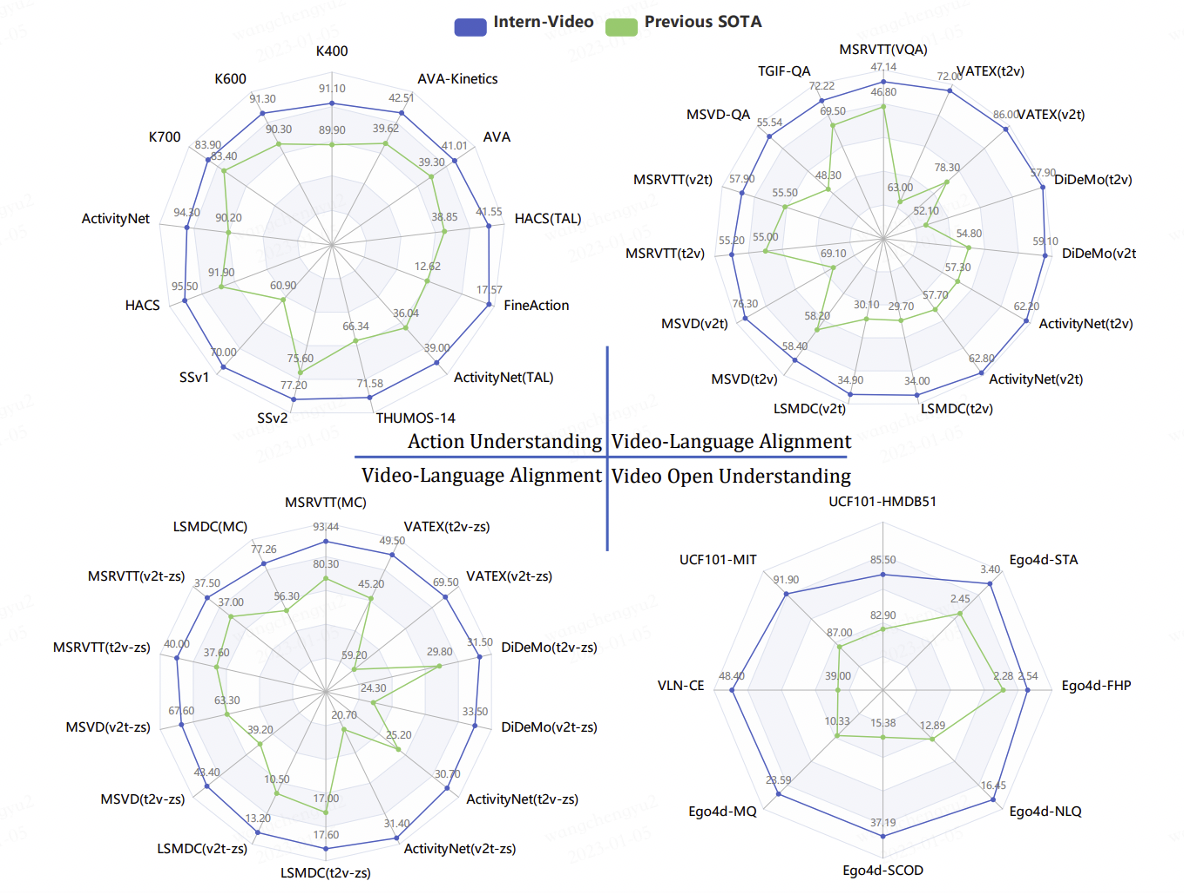 Intern-Video
Previous SOTA
K400
K600
AVA-Kinetics
K700
AVA
ActivityNet
HACS(TAL)
HACS
FineAction
SSv1
ActivityNet(TAL)
SSv2
THUMOS-14
91.10
89.90
91.30
90.30
42.51
39.62
83.90
83.40
41.01
39.30
94.30
90.20
41.55
38.85
95.50
91.90
17.57
12.62
70.00
60.90
39.00
36.04
77.20
75.60
71.58
66.34
MSRVTT(VQA)
TGIF-QA
VATEX(t2v)
MSVD-QA
VATEX(v2t)
MSRVTT(v2t)
DiDeMo(t2v)
MSRVTT(t2v)
DiDeMo(v2t
MSVD(v2t)
ActivityNet(t2v)
MSVD(t2v)
ActivityNet(v2t)
LSMDC(v2t)
LSMDC(t2v)
47.14
46.80
72.22
69.50
72.00
63.00
55.54
48.30
86.00
78.30
57.90
55.50
57.90
52.10
55.20
55.00
59.10
54.80
76.30
69.10
62.20
57.30
58.40
58.20
62.80
57.70
34.90
30.10
34.00
29.70
Action Understanding
Video-Language Alignment
Video-Language Alignment
Video Open Understanding
MSRVTT(MC)
LSMDC(MC)
VATEX(t2v-zs)
MSRVTT(v2t-zs)
VATEX(v2t-zs)
MSRVTT(t2v-zs)
DiDeMo(t2v-zs)
MSVD(v2t-zs)
DiDeMo(v2t-zs)
MSVD(t2v-zs)
ActivityNet(t2v-zs)
LSMDC(v2t-zs)
ActivityNet(v2t-zs)
LSMDC(t2v-zs)
93.44
80.30
77.26
56.30
49.50
45.20
37.50
37.00
69.50
59.20
40.00
37.60
31.50
29.80
67.60
63.30
33.50
24.30
43.40
39.20
30.70
25.20
13.20
10.50
31.40
20.70
17.60
17.00
UCF101-HMDB51
UCF101-MIT
Ego4d-STA
VLN-CE
Ego4d-FHP
Ego4d-MQ
Ego4d-NLQ
Ego4d-SCOD
85.50
82.90
91.90
87.00
3.40
2.45
48.40
39.00
2.28
2.54
23.59
10.33
16.45
12.89
37.19
15.38
wangchengyu2
2023-01-05